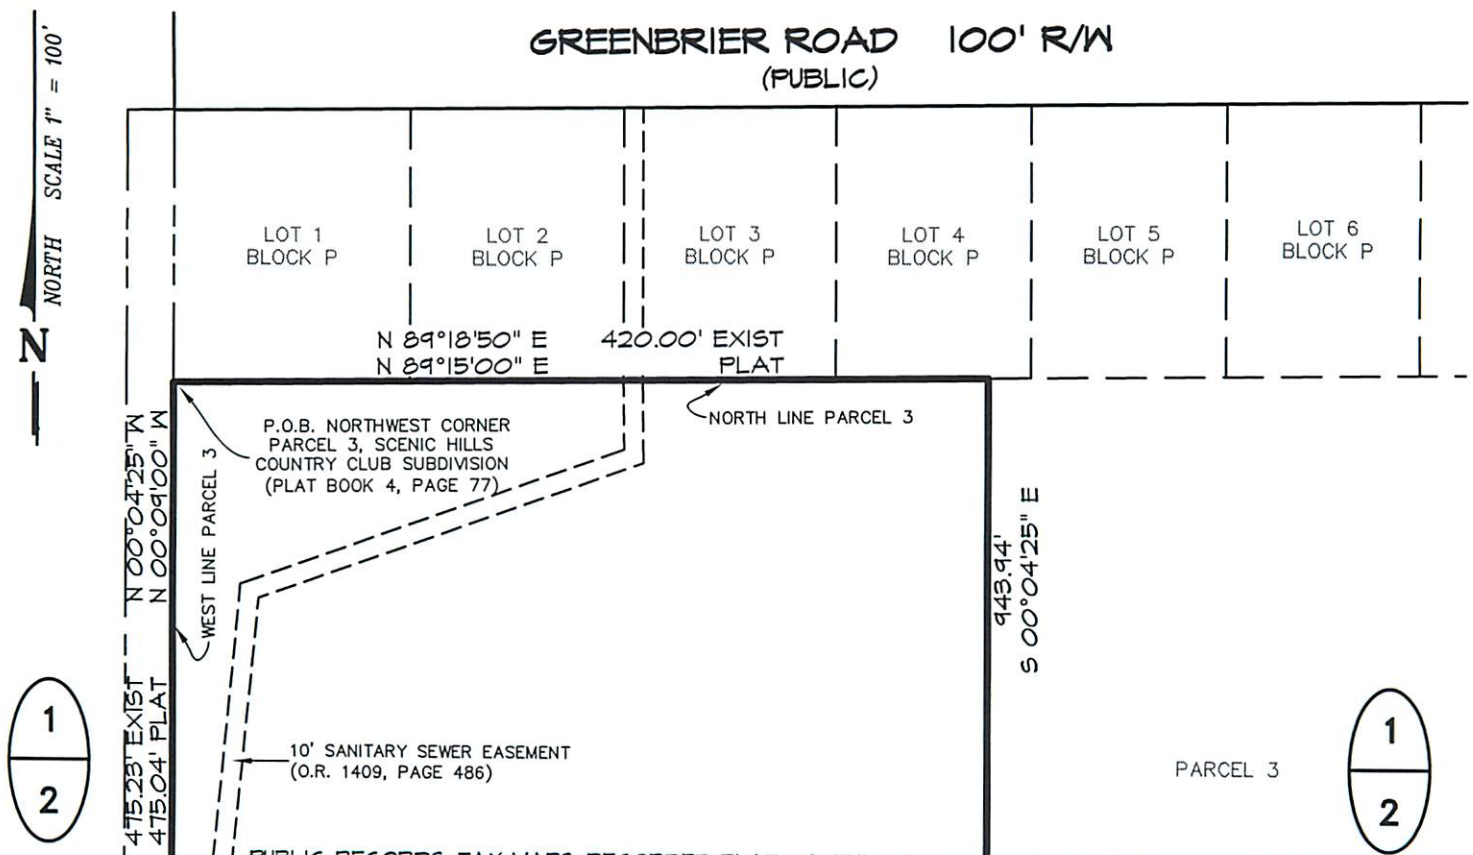 GREENBRIER ROAD 100' R/W
(PUBLIC)
NORTH SCALE 1" = 100'
N
LOT 1
BLOCK P
LOT 2
BLOCK P
LOT 3
BLOCK P
LOT 4
BLOCK P
LOT 5
BLOCK P
LOT 6
BLOCK P
N 89°18'50" E 420.00' EXIST
N 89°15'00" E PLAT
NORTH LINE PARCEL 3
P.O.B. NORTHWEST CORNER
PARCEL 3, SCENIC HILLS
COUNTRY CLUB SUBDIVISION
(PLAT BOOK 4, PAGE 77)
N 00°04'25" W
N 00°09'00" W
WEST LINE PARCEL 3
943.94'
S 00°04'25" E
475.23' EXIST
475.04' PLAT
10' SANITARY SEWER EASEMENT
(O.R. 1409, PAGE 486)
PARCEL 3
1
2
1
2